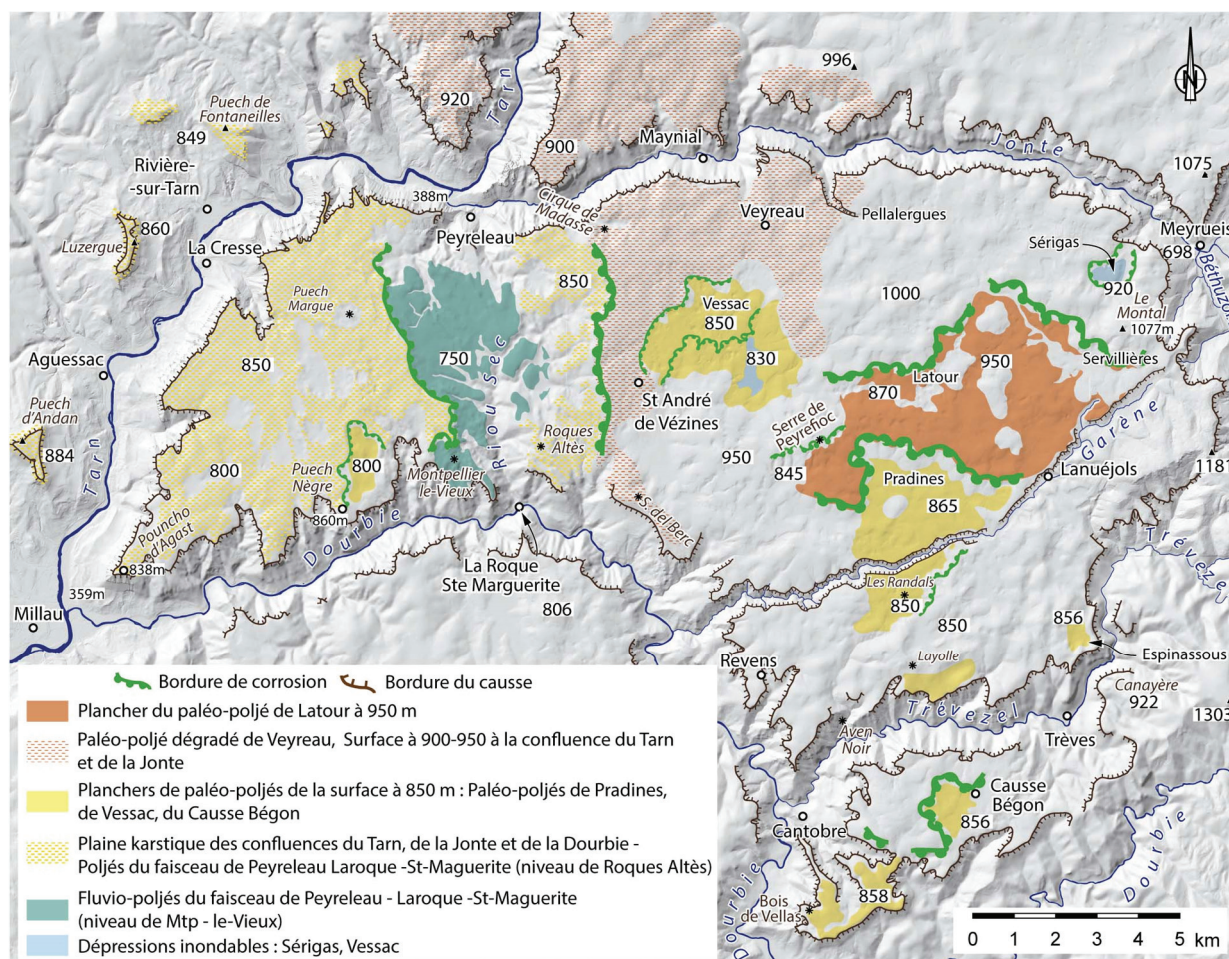 996
920
Tarn
Puech de
Fontaneilles
849
900
Maynial
Jonte
Rivière-
-sur-Tarn
1075
388m
Cirque de
Madasse
Veyreau
Pellalergues
Luzergue
860
Peyreleau
Sérigas
Meyrueis
698
La Cresse
850
Béthuzon
920
Puech
Margue
Vessac
850
1000
Le
Montal
1077m
Aguessac
850
750
830
950
Servillières
Latour
870
Riou Sec
St André
de Vézines
Garène
Puech
d'Andan
884
Tarn
Roques
Altès
Serre de
Peyrefioc
800
Puech
Nègre
800
Montpellier
le-Vieux
950
845
Pradines
Lanuéjols
1181
865
860m
S. del Berc
Pouncho
d'Agast
838m
Dourbie
La Roque
Ste Marguerite
Trévezel
359m
Les Randals
850
Millau
806
850
856
Espinassous
Revens
Layolle
Canayère
922
1303
Trévezel
Aven
Noir
Trèves
Causse
Bégon
856
Cantobre
Dourbie
Dourbie
858
Bois
de Vellas
N
Bordure de corrosion Bordure du causse
Plancher du paléo-poljé de Latour à 950 m
Paléo-poljé dégradé de Veyreau, Surface à 900-950 à la confluence du Tarn
et de la Jonte
Planchers de paléo-poljés de la surface à 850 m : Paléo-poljés de Pradines,
de Vessac, du Causse Bégon
Plaine karstique des confluences du Tarn, de la Jonte et de la Dourbie -
Poljés du faisceau de Peyreleau Laroque -St-Maguerite (niveau de Roques Altès)
Fluvio-poljés du faisceau de Peyreleau - Laroque -St-Maguerite
(niveau de Mtp - le-Vieux)
Dépressions inondables : Sérigas, Vessac
0 1 2 3 4 5
km